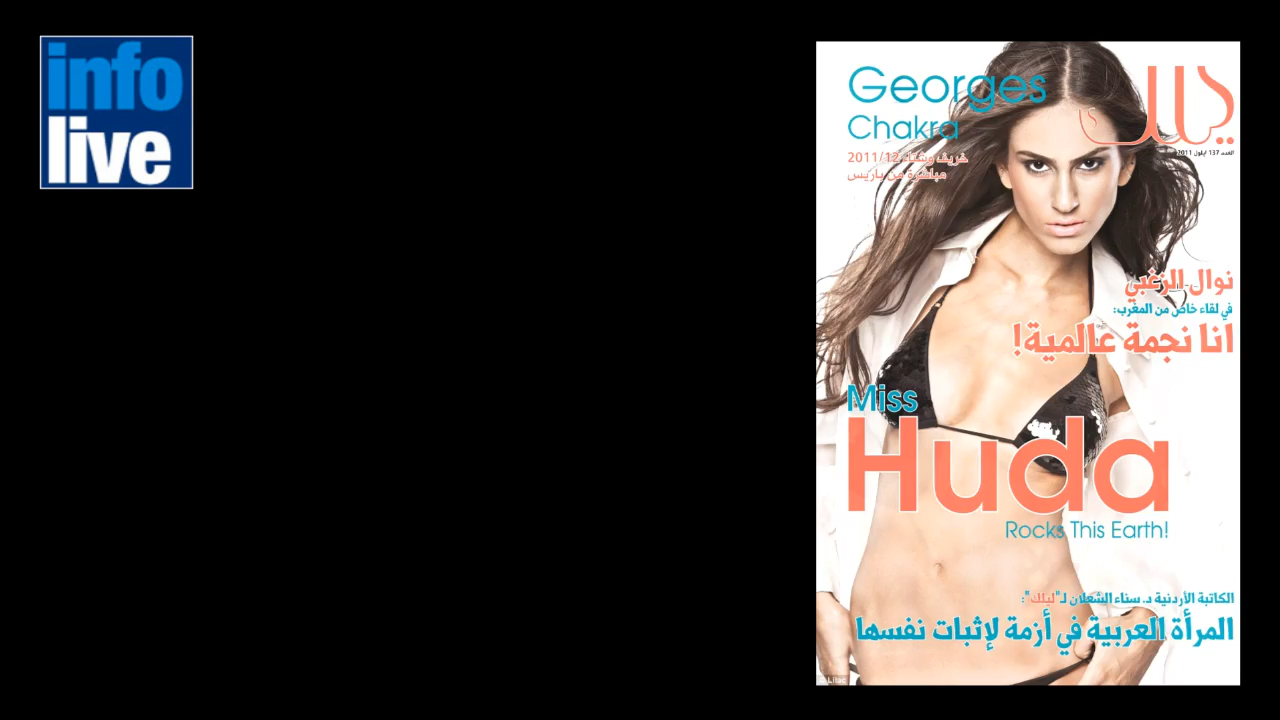 info
live
Georges
Chakra
خريف وشتاء 2011/12
مباشرة من باريس
ليلك
العدد 137 ايلول 2011
نوال الزغبي
في لقاء خاص من المغرب:
انا نجمة عالمية!
Miss
Huda
Rocks This Earth!
الكاتبة الأردنية د. سناء الشعلان لـ"ليلك":
المرأة العربية في أزمة لإثبات نفسها
© Lilac